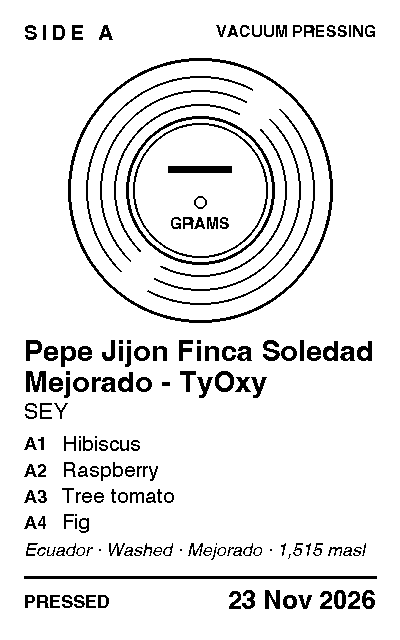 SIDE A
VACUUM PRESSING
GRAMS
Pepe Jijon Finca Soledad
Mejorado - TyOxy
SEY
A1 Hibiscus
A2 Raspberry
A3 Tree tomato
A4 Fig
Ecuador · Washed · Mejorado · 1,515 masl
PRESSED
23 Nov 2026